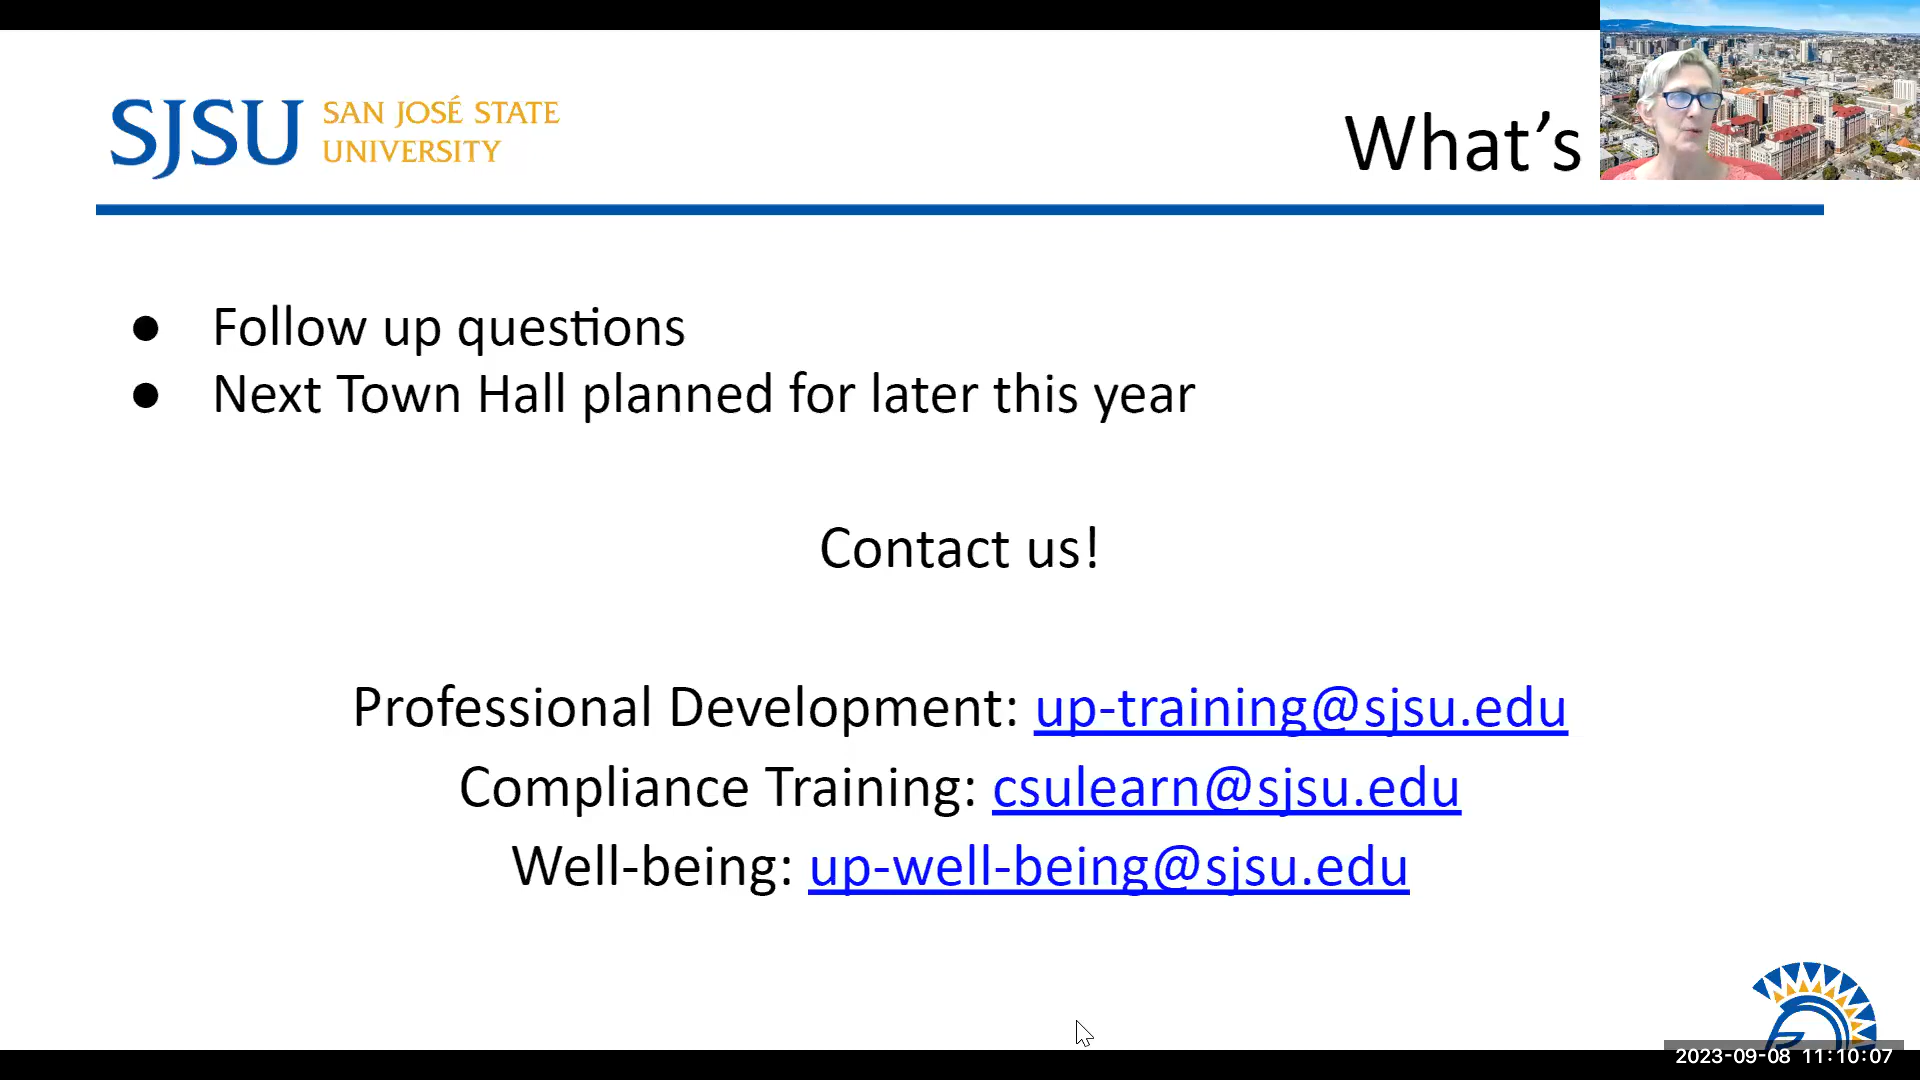 SJSU SAN JOSÉ STATE
UNIVERSITY
What’s
● Follow up questions
● Next Town Hall planned for later this year
Contact us!
Professional Development: up-training@sjsu.edu
Compliance Training: csulearn@sjsu.edu
Well-being: up-well-being@sjsu.edu
2023-09-08 11:10:07